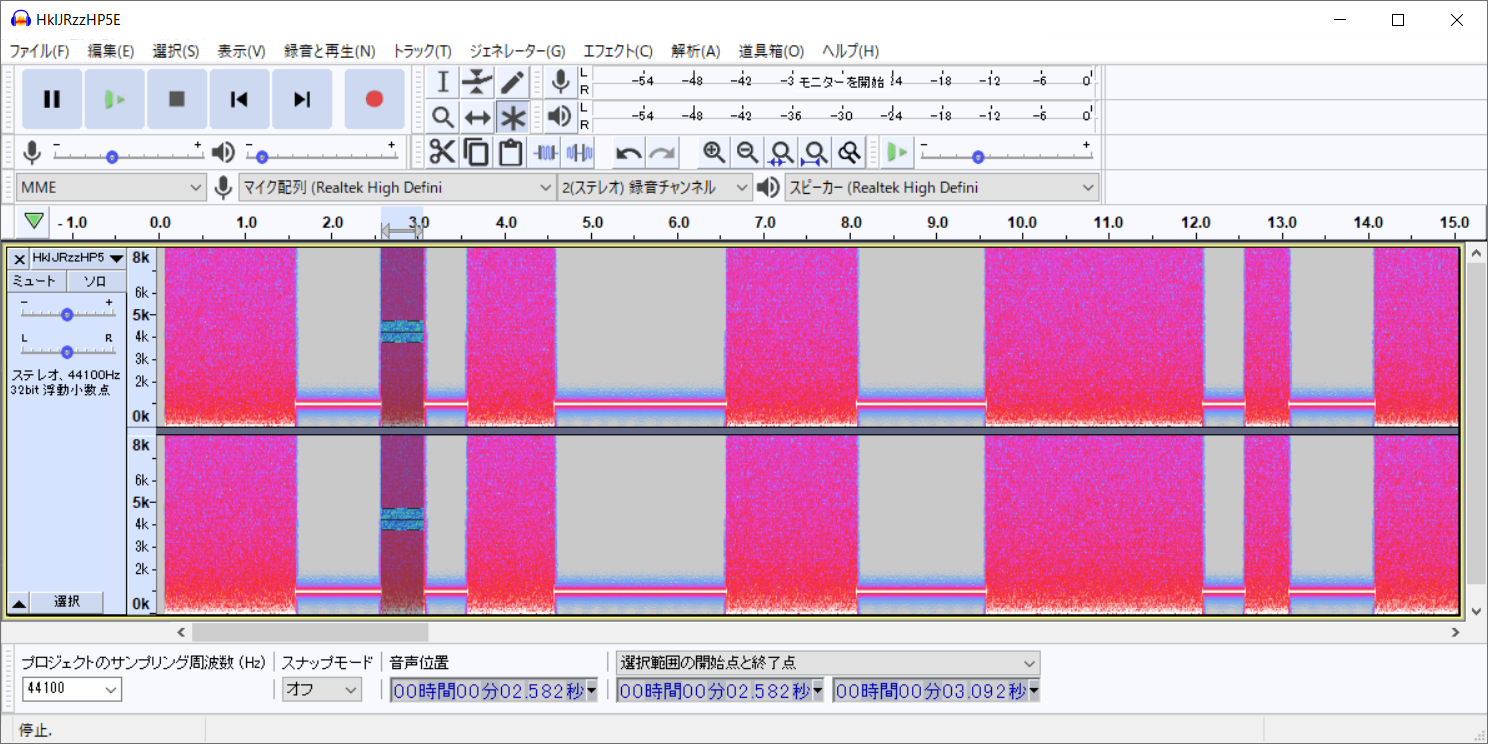 HklJRzzHP5E
ファイル(F) 編集(E) 選択(S) 表示(V) 録音と再生(N) トラック(T) ジェネレーター(G) エフェクト(C) 解析(A) 道具箱(O) ヘルプ(H)
L R -54 -48 -42 -3 モニターを開始 !4 -18 -12 -6 0
L R -54 -48 -42 -36 -30 -24 -18 -12 -6 0
- + - + - +
MME マイク配列 (Realtek High Defini 2(ステレオ) 録音チャンネル スピーカー (Realtek High Defini
- 1.0 0.0 1.0 2.0 3.0 4.0 5.0 6.0 7.0 8.0 9.0 10.0 11.0 12.0 13.0 14.0 15.0
HklJRzzHP5
ミュート ソロ
- +
L R
ステレオ、44100Hz
32bit 浮動小数点
選択
8k
6k
5k
4k
3k
2k
0k
8k
6k
5k
4k
3k
2k
0k
プロジェクトのサンプリング周波数 (Hz) スナップモード 音声位置 選択範囲の開始点と終了点
44100 オフ 00時間00分02.582秒 00時間00分02.582秒 00時間00分03.092秒
停止.